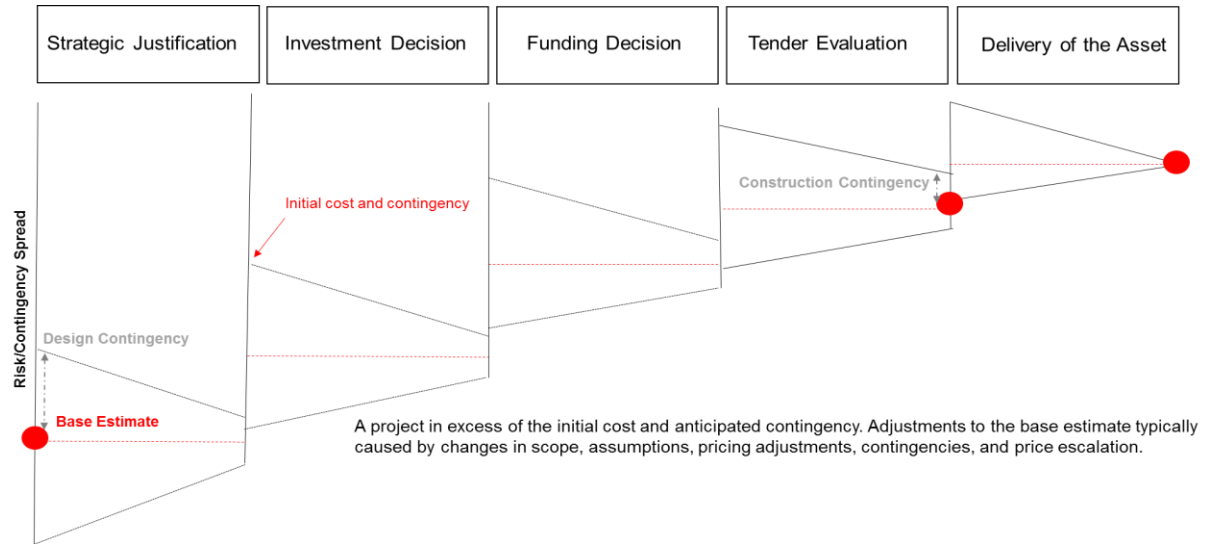 Strategic Justification
Investment Decision
Funding Decision
Tender Evaluation
Delivery of the Asset
Risk/Contingency Spread
Construction Contingency
Initial cost and contingency
Design Contingency
Base Estimate
A project in excess of the initial cost and anticipated contingency. Adjustments to the base estimate typically
caused by changes in scope, assumptions, pricing adjustments, contingencies, and price escalation.